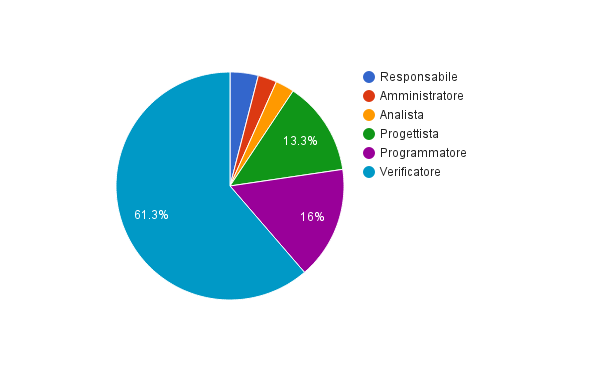 Responsabile
Amministratore
Analista
Progettista
Programmatore
Verificatore
13.3%
16%
61.3%